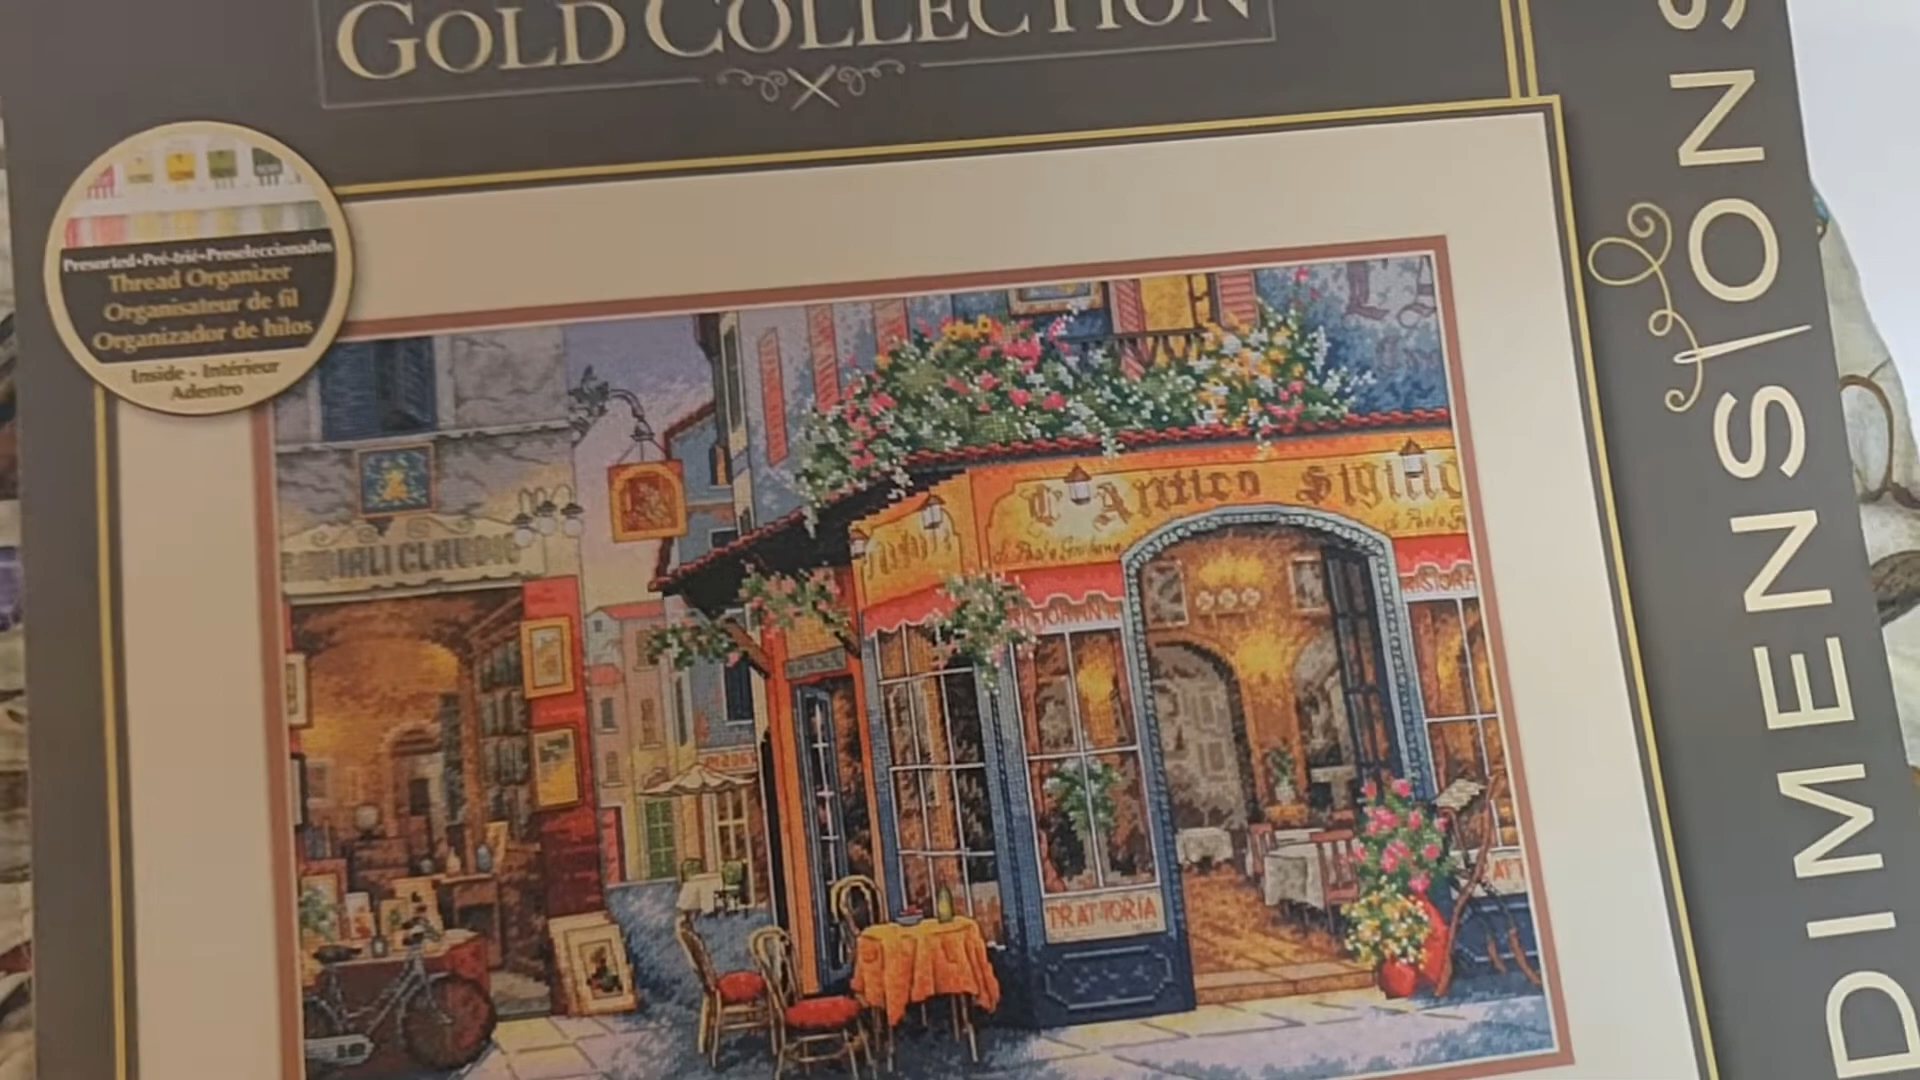 GOLD COLLECTION
DIMENSIONS
Presorted•Pré-trié•Preseleccionados
Thread Organizer
Organisateur de fil
Organizador de hilos
Inside - Intérieur
Adentro
L'Antico Sigillo
RISTORANTE
TRATTORIA